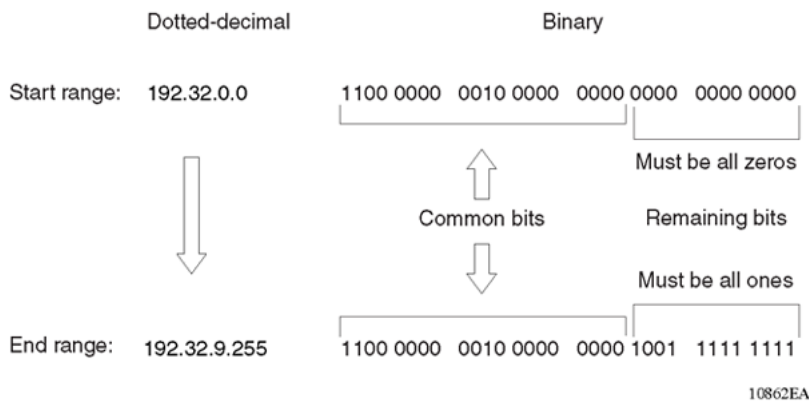 Dotted-decimal Binary
Start range: 192.32.0.0 1100 0000 0010 0000 0000 0000 0000 0000
Must be all zeros
Common bits Remaining bits
Must be all ones
End range: 192.32.9.255 1100 0000 0010 0000 0000 1001 1111 1111
10862EA